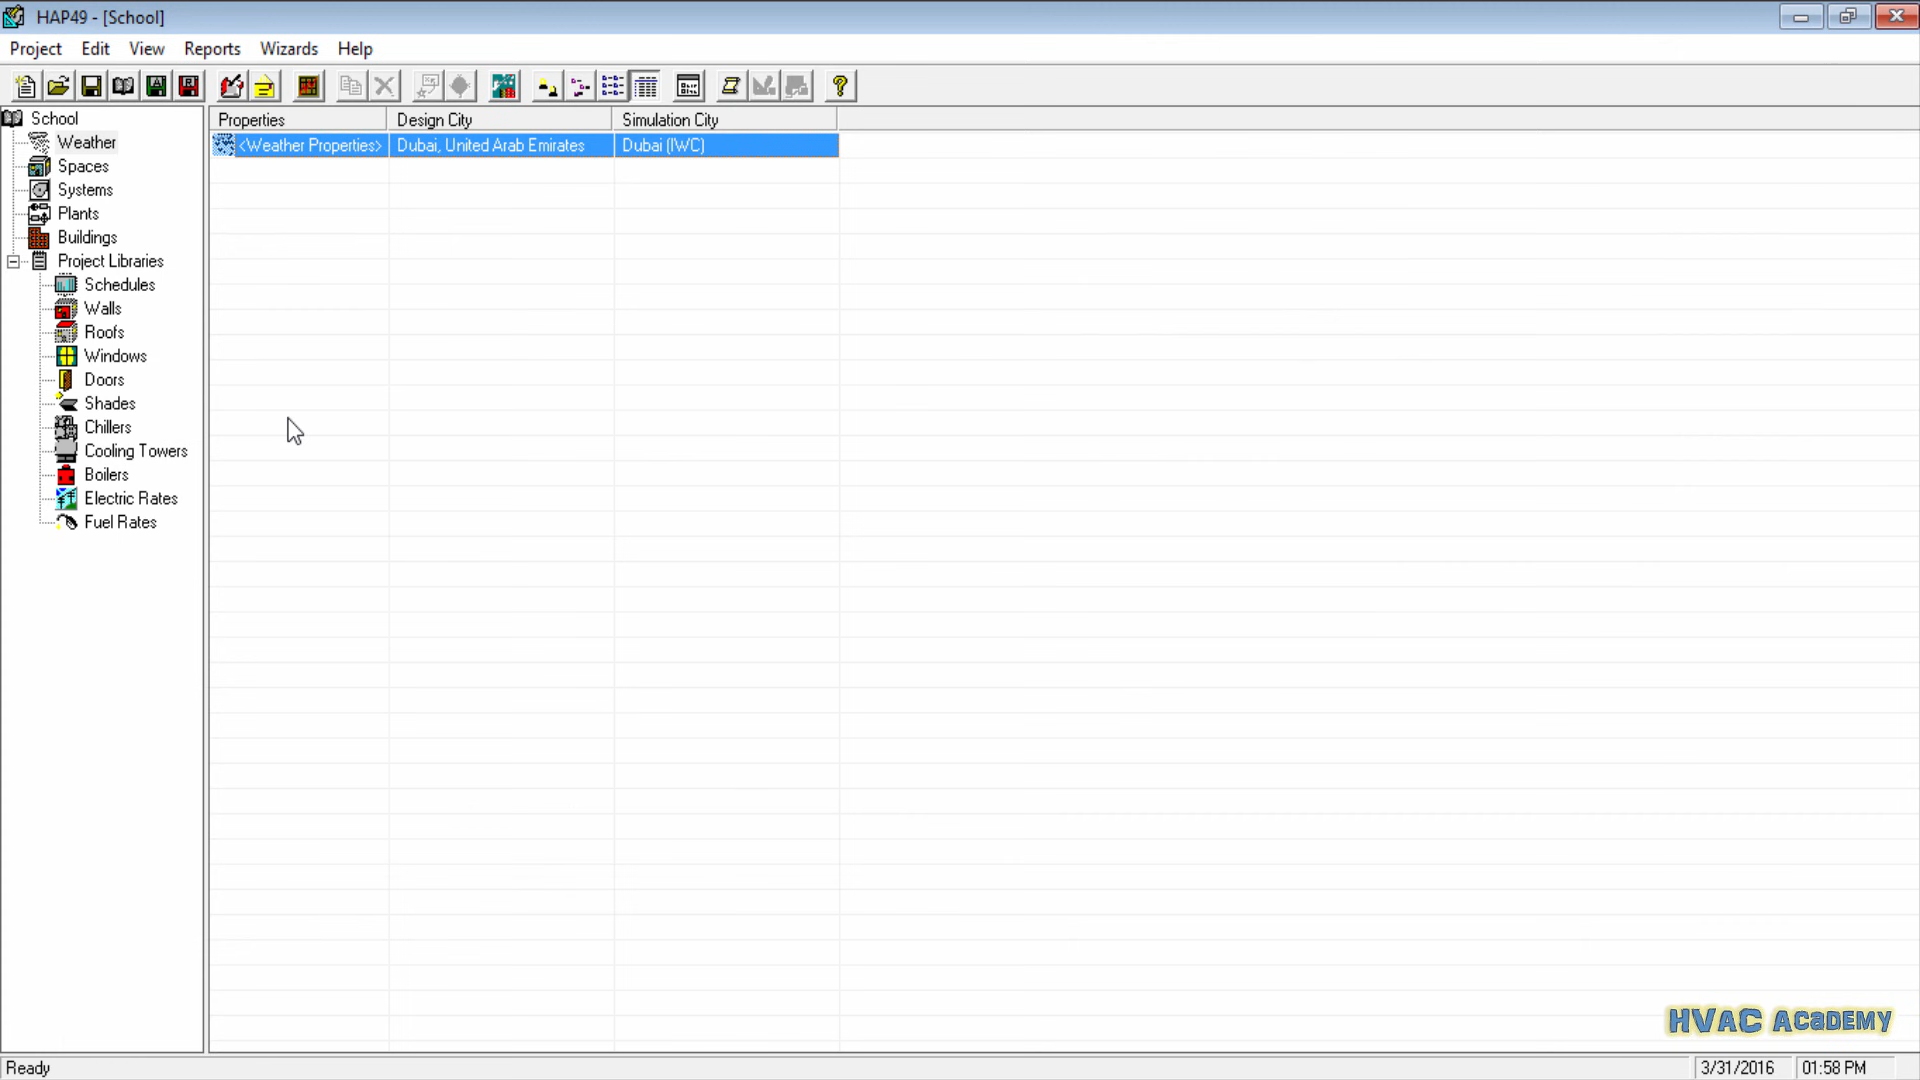 HAP49 - [School]
Project Edit View Reports Wizards Help
School
Weather
Spaces
Systems
Plants
Buildings
Project Libraries
Schedules
Walls
Roofs
Windows
Doors
Shades
Chillers
Cooling Towers
Boilers
Electric Rates
Fuel Rates
Properties Design City Simulation City
<Weather Properties> Dubai, United Arab Emirates Dubai (IWC)
HVAC ACADEMY
Ready 3/31/2016 01:58 PM